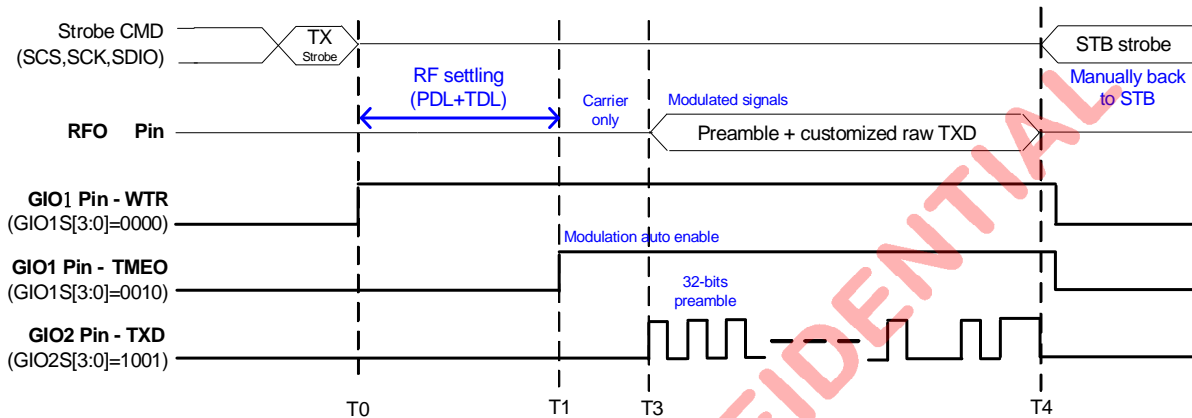 Strobe CMD
(SCS,SCK,SDIO)
TX
Strobe
STB strobe
RF settling
(PDL+TDL)
Carrier
only
Modulated signals
Manually back
to STB
RFO Pin
Preamble + customized raw TXD
GIO1 Pin - WTR
(GIO1S[3:0]=0000)
Modulation auto enable
GIO1 Pin - TMEO
(GIO1S[3:0]=0010)
32-bits
preamble
GIO2 Pin - TXD
(GIO2S[3:0]=1001)
T0 T1 T3 T4
FIDENTIAL